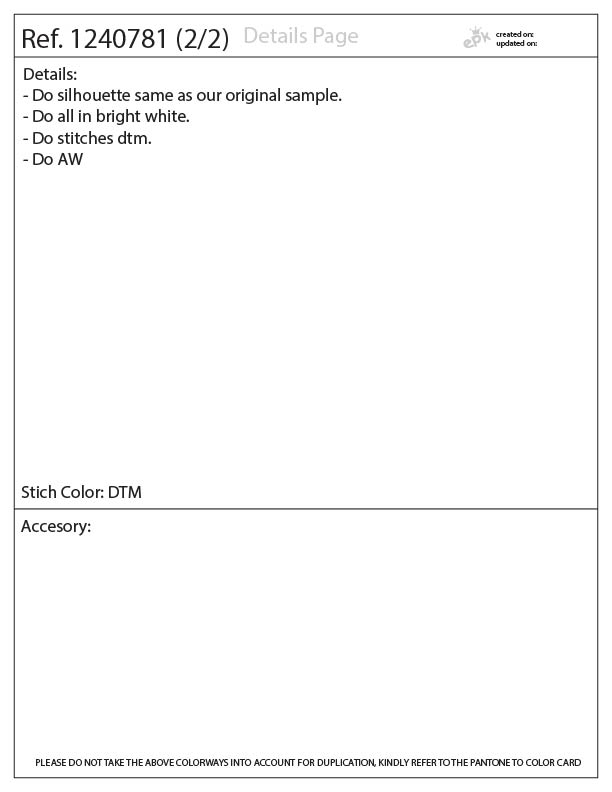 Ref. 1240781 (2/2) Details Page
epk created on:
updated on:
Details:
- Do silhouette same as our original sample.
- Do all in bright white.
- Do stitches dtm.
- Do AW
Stich Color: DTM
Accesory:
PLEASE DO NOT TAKE THE ABOVE COLORWAYS INTO ACCOUNT FOR DUPLICATION, KINDLY REFER TO THE PANTONE TO COLOR CARD